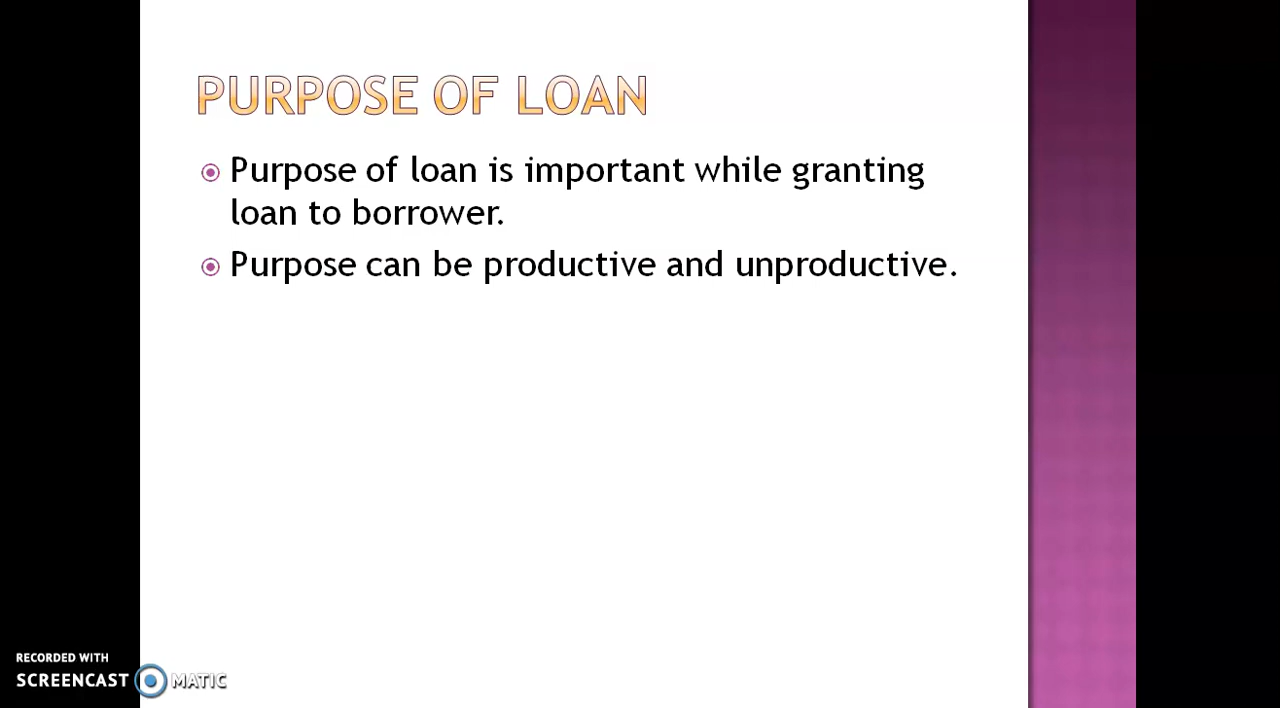 PURPOSE OF LOAN
Purpose of loan is important while granting
loan to borrower.
Purpose can be productive and unproductive.
RECORDED WITH
SCREENCAST MATIC